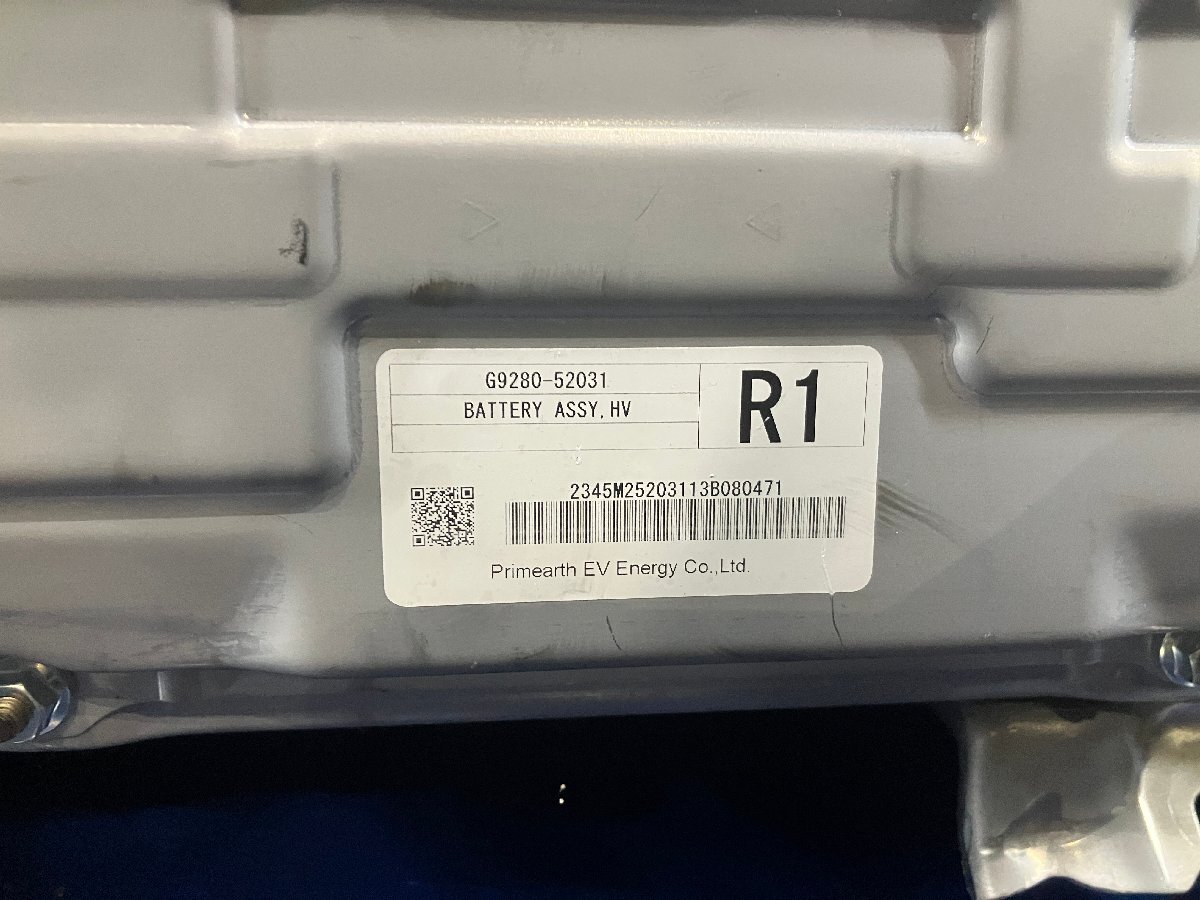 G9280-52031
BATTERY ASSY,HV
R1
2345M25203113B080471
Primearth EV Energy Co.,Ltd.